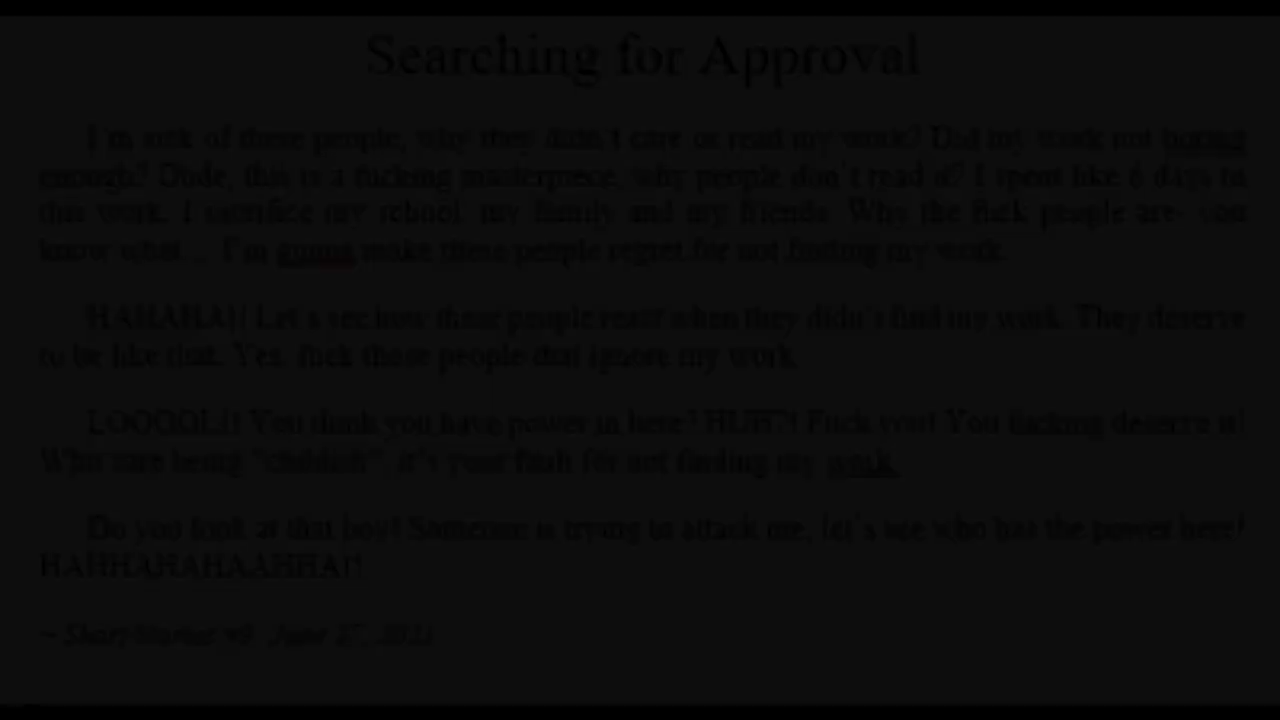 Searching for Approval
I'm sick of these people, why they didn't care or read my work? Did my work not
enough? Dude, this is a fucking masterpiece, why people don't read it? I spent like 6 days to
this work. I sacrifice my school, my family and my friends. Why the fuck people are- you
know what... I'm gonna make these people regret for not finding my work.
HAHAHA!! Let's see how these people react when they didn't find my work. They deserve
to be like that. Yes, fuck those people that ignore my work.
LOOOOL!! You think you have power in here? HUH?! Fuck you! You fucking deserve it!
Who care being "childish", it's your fault for not finding my work.
Do you look at that boy! Someone is trying to attack me, let's see who has the power here!
HAHHAHAHAAHHA!!
~ ShortStories June 27, 2021